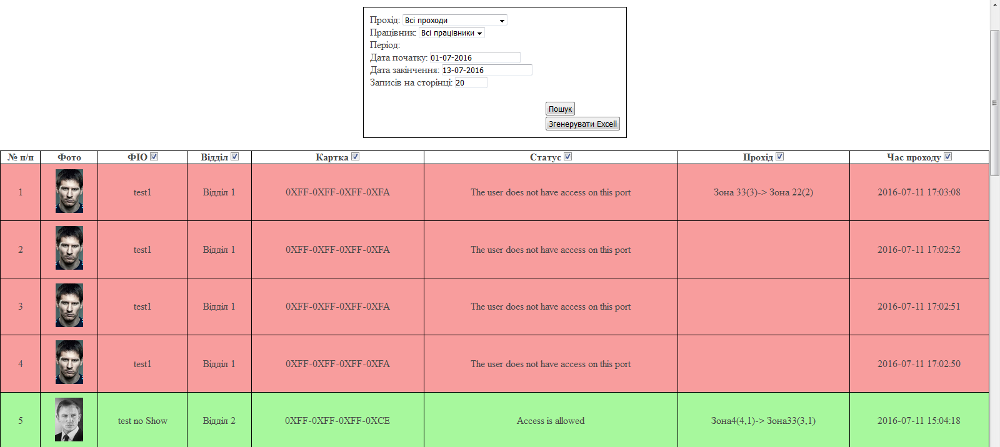 Прохід: Всі проходи
Працівник: Всі працівники
Період:
Дата початку: 01-07-2016
Дата закінчення: 13-07-2016
Записів на сторінці: 20
Пошук
Згенерувати Excell
№ п/п Фото ФІО Відділ Картка Статус Прохід Час проходу
1 test1 Відділ 1 0XFF-0XFF-0XFF-0XFA The user does not have access on this port Зона 33(3)-> Зона 22(2) 2016-07-11 17:03:08
2 test1 Відділ 1 0XFF-0XFF-0XFF-0XFA The user does not have access on this port 2016-07-11 17:02:52
3 test1 Відділ 1 0XFF-0XFF-0XFF-0XFA The user does not have access on this port 2016-07-11 17:02:51
4 test1 Відділ 1 0XFF-0XFF-0XFF-0XFA The user does not have access on this port 2016-07-11 17:02:50
5 test no Show Відділ 2 0XFF-0XFF-0XFF-0XCE Access is allowed Зона4(4,1)-> Зона33(3,1) 2016-07-11 15:04:18